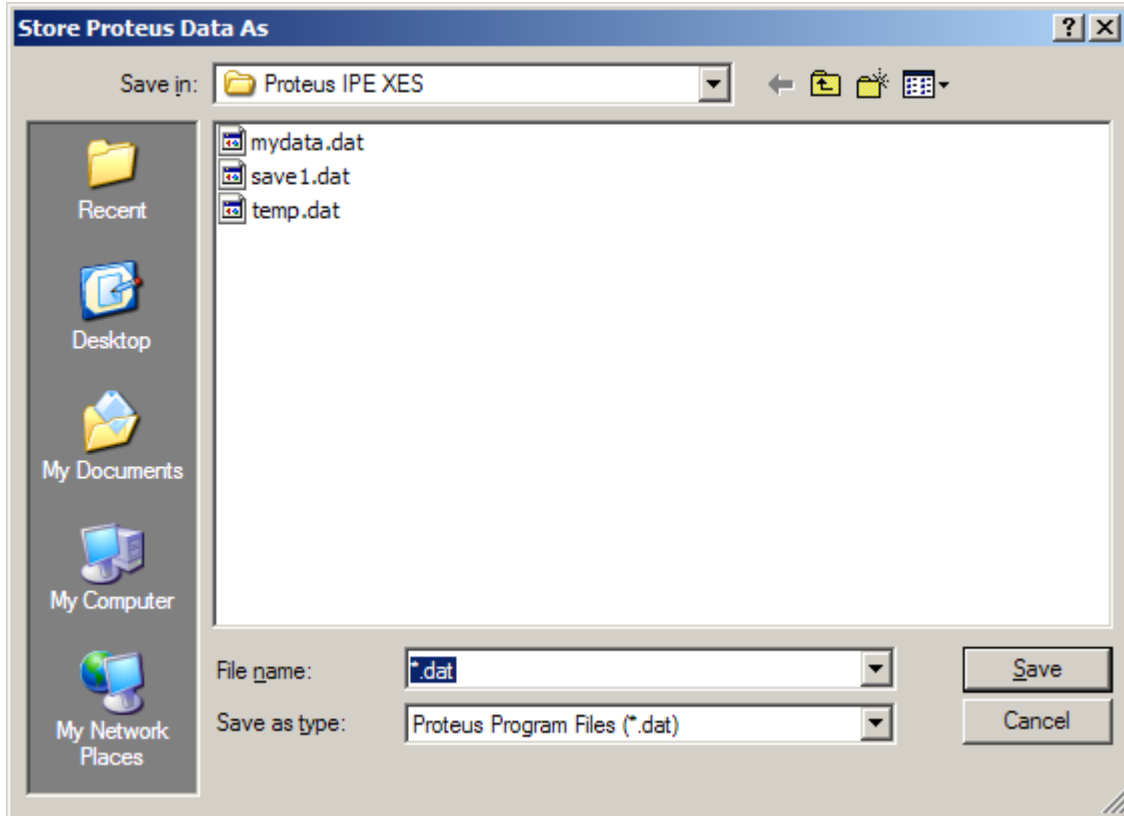 Store Proteus Data As
Save in: Proteus IPE XES
mydata.dat
save1.dat
temp.dat
Recent
Desktop
My Documents
My Computer
My Network
Places
File name: *.dat Save
Save as type: Proteus Program Files (*.dat) Cancel